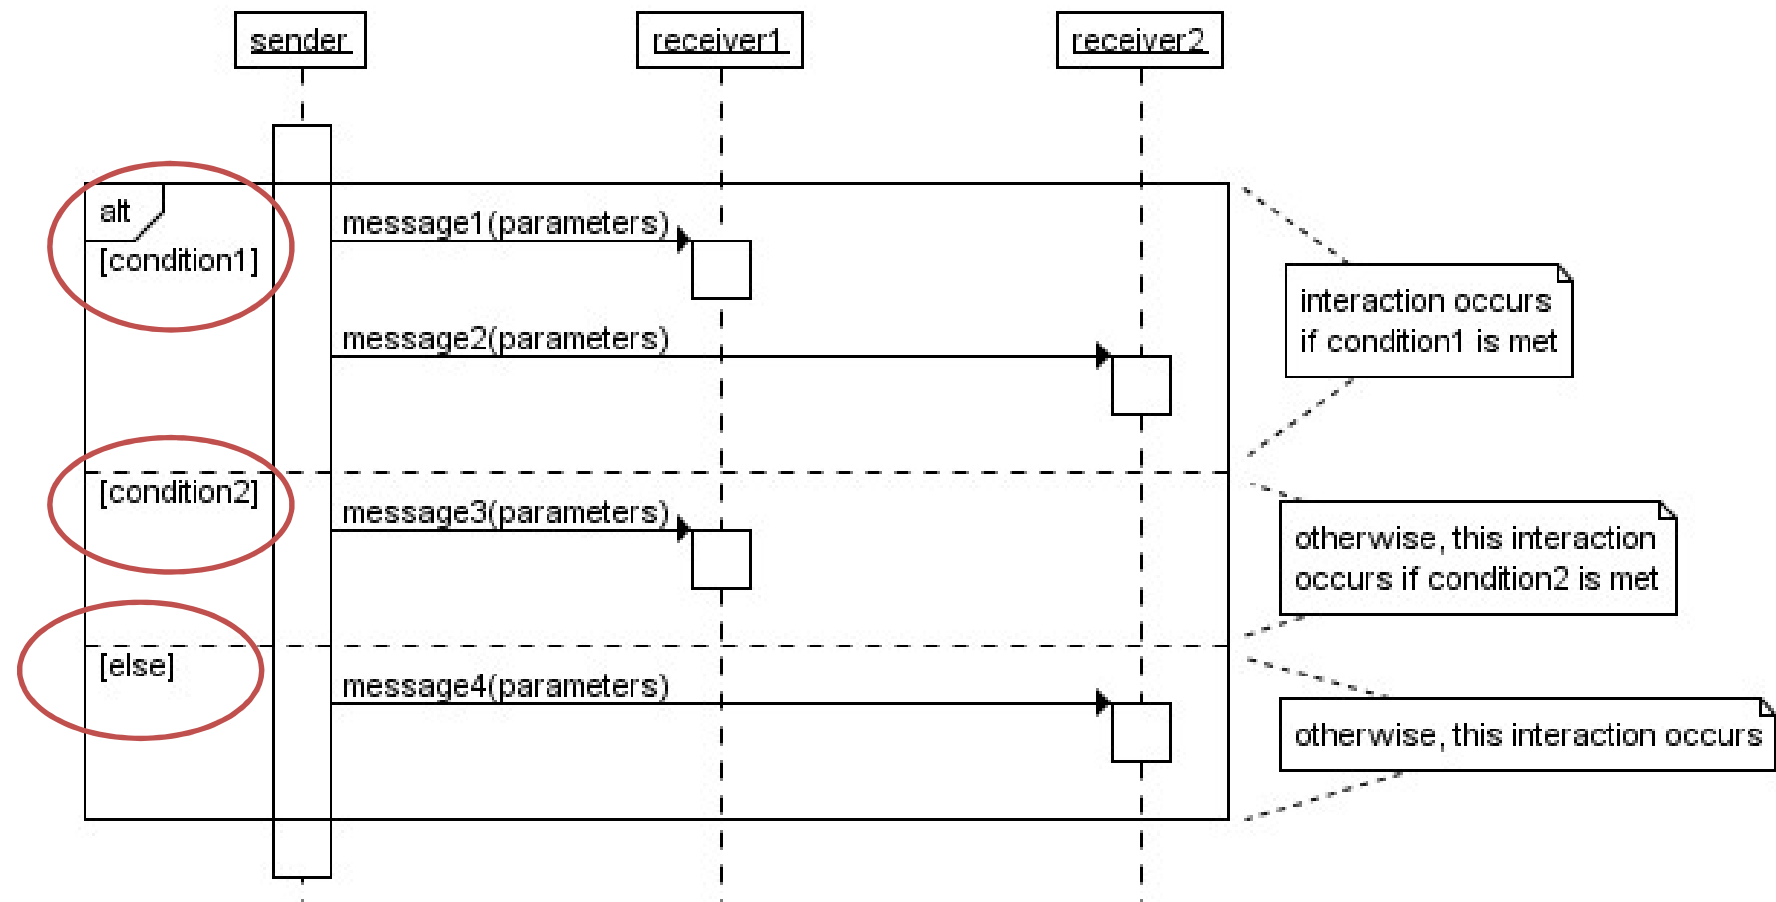 sender
receiver1
receiver2
alt
[condition1]
message1(parameters)
message2(parameters)
interaction occurs
if condition1 is met
[condition2]
message3(parameters)
otherwise, this interaction
occurs if condition2 is met
[else]
message4(parameters)
otherwise, this interaction occurs